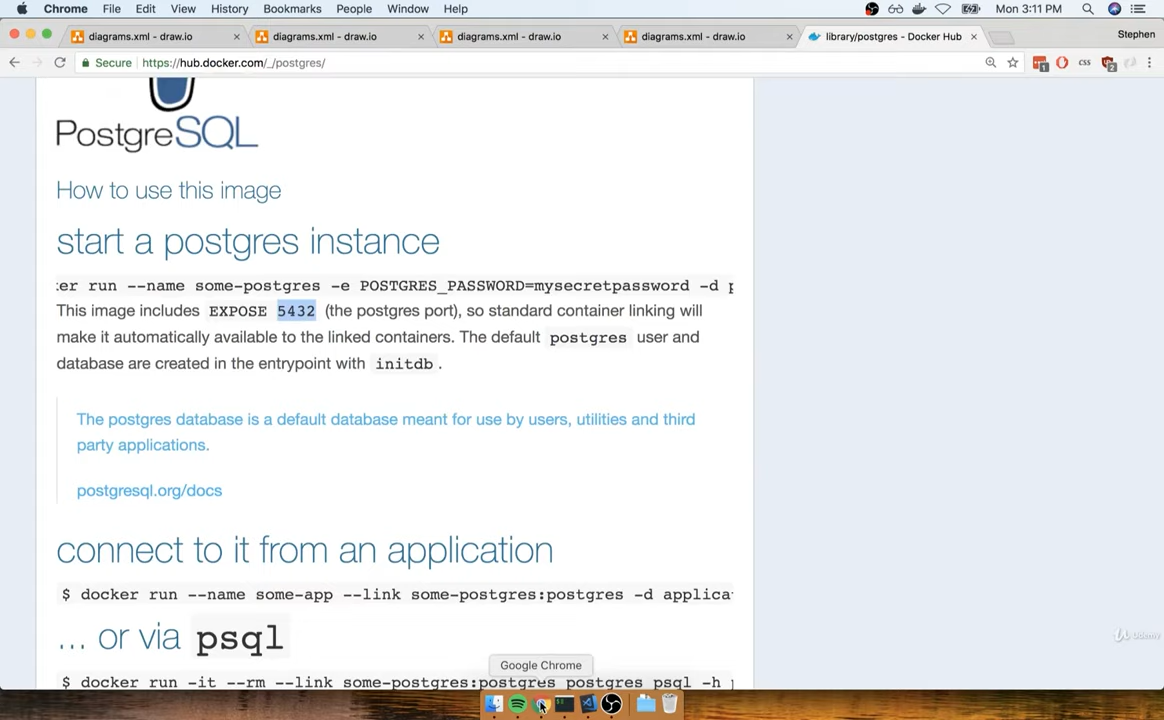 Chrome File Edit View History Bookmarks People Window Help Mon 3:11 PM
diagrams.xml - draw.io diagrams.xml - draw.io diagrams.xml - draw.io diagrams.xml - draw.io library/postgres - Docker Hub Stephen
Secure https://hub.docker.com/_/postgres/ CSS
PostgreSQL
How to use this image
start a postgres instance
ker run --name some-postgres -e POSTGRES_PASSWORD=mysecretpassword -d p
This image includes EXPOSE 5432 (the postgres port), so standard container linking will
make it automatically available to the linked containers. The default postgres user and
database are created in the entrypoint with initdb .
The postgres database is a default database meant for use by users, utilities and third
party applications.
postgresql.org/docs
connect to it from an application
$ docker run --name some-app --link some-postgres:postgres -d applica
... or via psql
Udemy
Google Chrome
$ docker run -it --rm --link some-postgres:postgres postgres psql -h